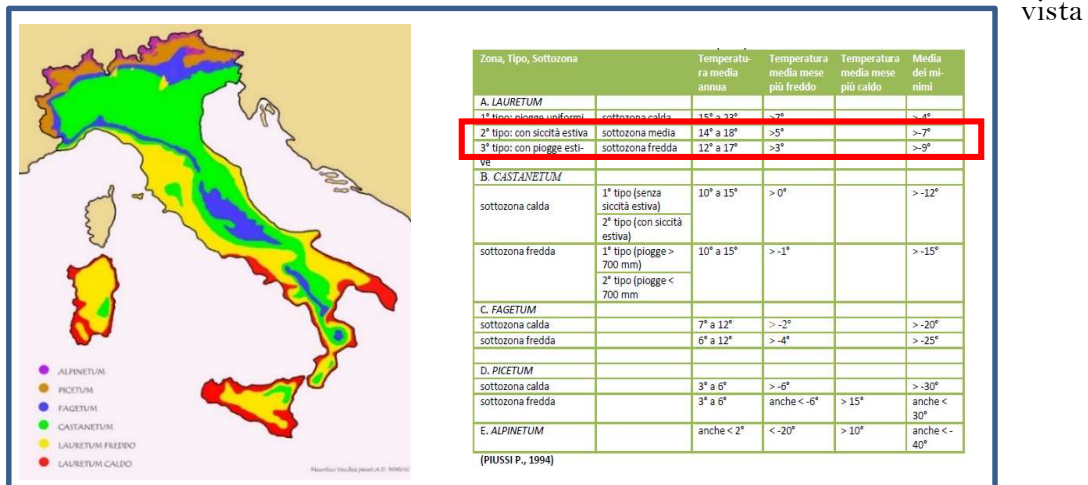 vista
Zona, Tipo, Sottozona Temperatu- Temperatura Temperatura Media
ra media media mese media mese dei mi-
annua più freddo più caldo nimi
A. LAURETUM
1° tipo: piogge uniformi sottozona calda 15° a 23° >7° >-4°
2° tipo: con siccità estiva sottozona media 14° a 18° >5° >-7°
3° tipo: con piogge esti- sottozona fredda 12° a 17° >3° >-9°
ve
B. CASTANETUM
sottozona calda 1° tipo (senza 10° a 15° > 0° > -12°
siccità estiva)
2° tipo (con siccità
estiva)
sottozona fredda 1° tipo (piogge > 10° a 15° > -1° > -15°
700 mm)
2° tipo (piogge <
700 mm
C. FAGETUM
sottozona calda 7° a 12° > -2° > -20°
sottozona fredda 6° a 12° > -4° > -25°
D. PICETUM
sottozona calda 3° a 6° > -6° > -30°
sottozona fredda 3° a 6° anche < -6° > 15° anche <
30°
E. ALPINETUM anche < 2° < -20° > 10° anche < -
40°
(PIUSSI P., 1994)
ALPINETUM
PICETUM
FAGETUM
CASTANETUM
LAURETUM FREDDO
LAURETUM CALDO